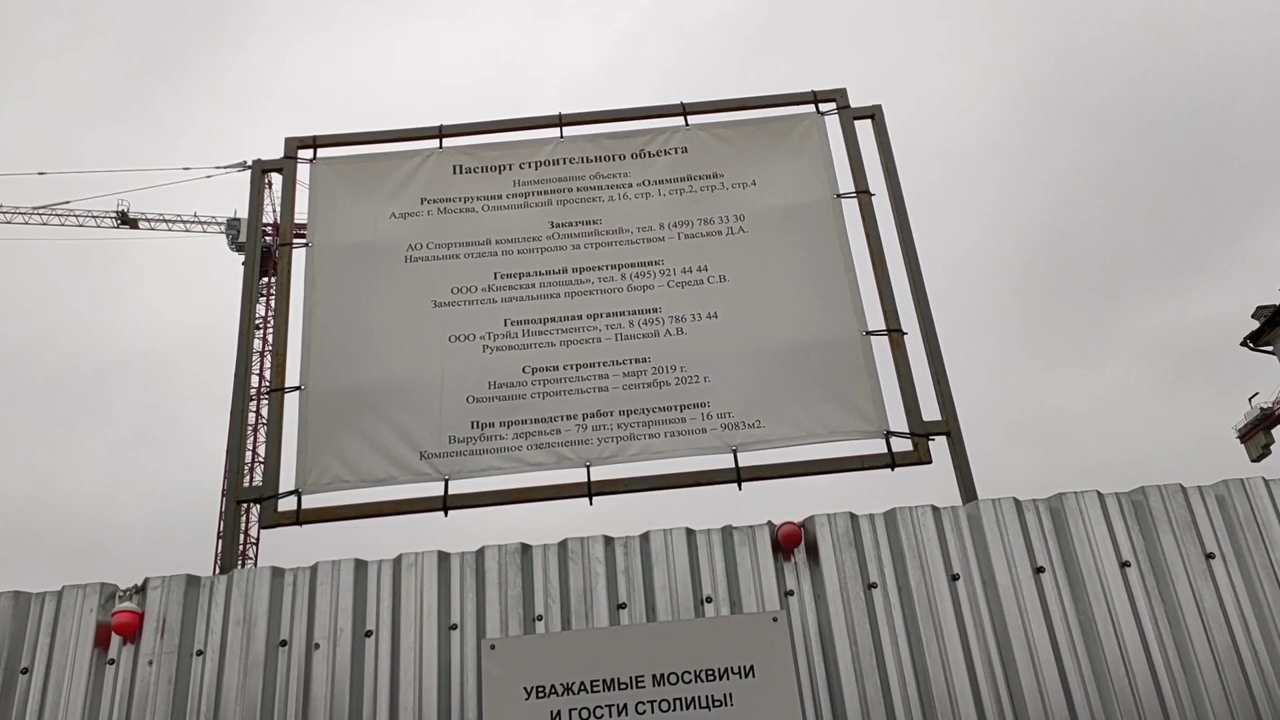 Паспорт строительного объекта
Наименование объекта:
Реконструкция спортивного комплекса «Олимпийский»
Адрес: г. Москва, Олимпийский проспект, д.16, стр. 1, стр.2, стр.3, стр.4
Заказчик:
АО Спортивный комплекс «Олимпийский», тел. 8 (499) 786 33 30
Начальник отдела по контролю за строительством – Гваськов Д.А.
Генеральный проектировщик:
ООО «Киевская площадь», тел. 8 (495) 921 44 44
Заместитель начальника проектного бюро – Середа С.В.
Генподрядная организация:
ООО «Трэйд Инвестментс», тел. 8 (495) 786 33 44
Руководитель проекта – Панской А.В.
Сроки строительства:
Начало строительства – март 2019 г.
Окончание строительства – сентябрь 2022 г.
При производстве работ предусмотрено:
Вырубить: деревьев – 79 шт.; кустарников – 16 шт.
Компенсационное озеленение: устройство газонов – 9083м2.
УВАЖАЕМЫЕ МОСКВИЧИ
И ГОСТИ СТОЛИЦЫ!